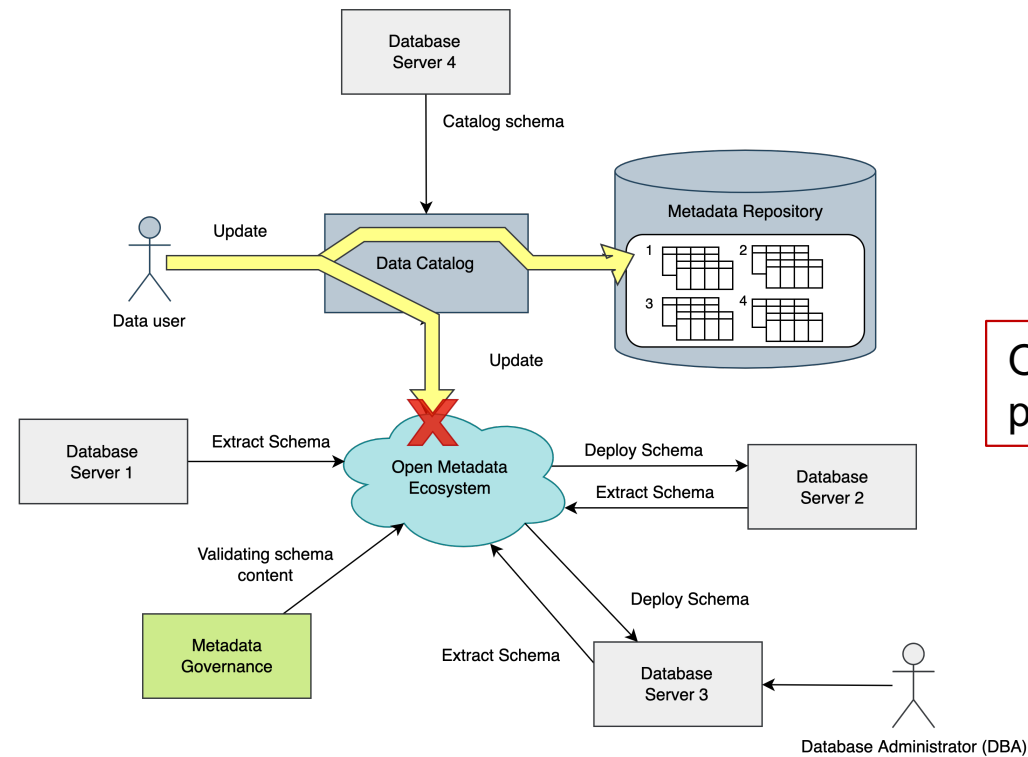 Database
Server 4
Catalog schema
Metadata Repository
Update
1
2
Data Catalog
3
4
Data user
Update
Database
Server 1
Extract Schema
Open Metadata
Ecosystem
Deploy Schema
Extract Schema
Database
Server 2
Validating schema
content
Deploy Schema
Metadata
Governance
Extract Schema
Database
Server 3
Database Administrator (DBA)